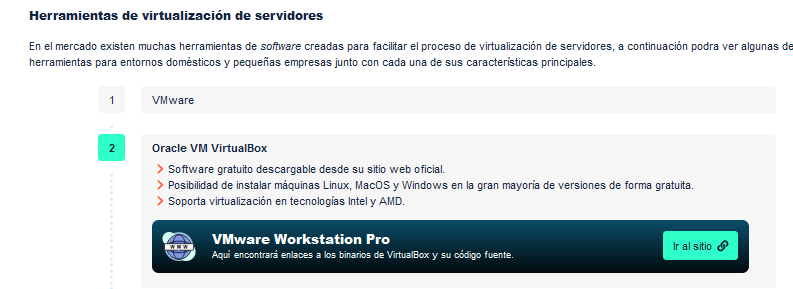 Herramientas de virtualización de servidores
En el mercado existen muchas herramientas de software creadas para facilitar el proceso de virtualización de servidores, a continuación podra ver algunas de
herramientas para entornos domésticos y pequeñas empresas junto con cada una de sus características principales.
1 VMware
2 Oracle VM VirtualBox
Software gratuito descargable desde su sitio web oficial.
Posibilidad de instalar máquinas Linux, MacOS y Windows en la gran mayoría de versiones de forma gratuita.
Soporta virtualización en tecnologías Intel y AMD.
WWW
VMware Workstation Pro
Aquí encontrará enlaces a los binarios de VirtualBox y su código fuente.
Ir al sitio